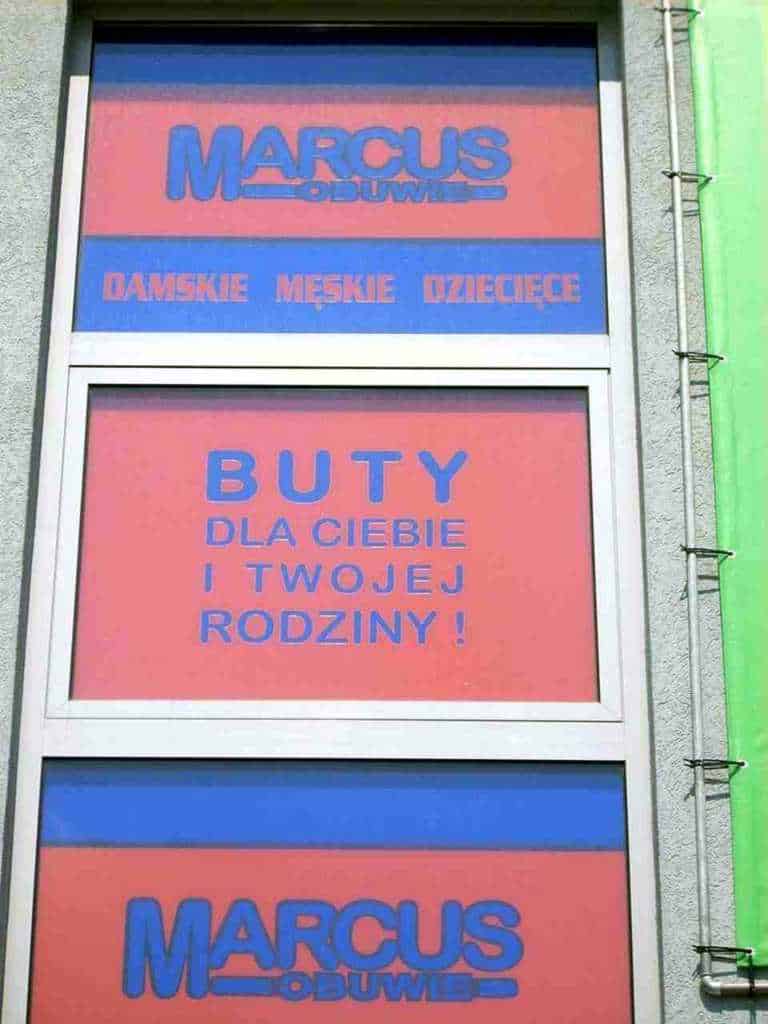 MARCUS
OBUWIE
DAMSKIE MĘSKIE DZIECIĘCE
BUTY
DLA CIEBIE
I TWOJEJ
RODZINY !
MARCUS
OBUWIE